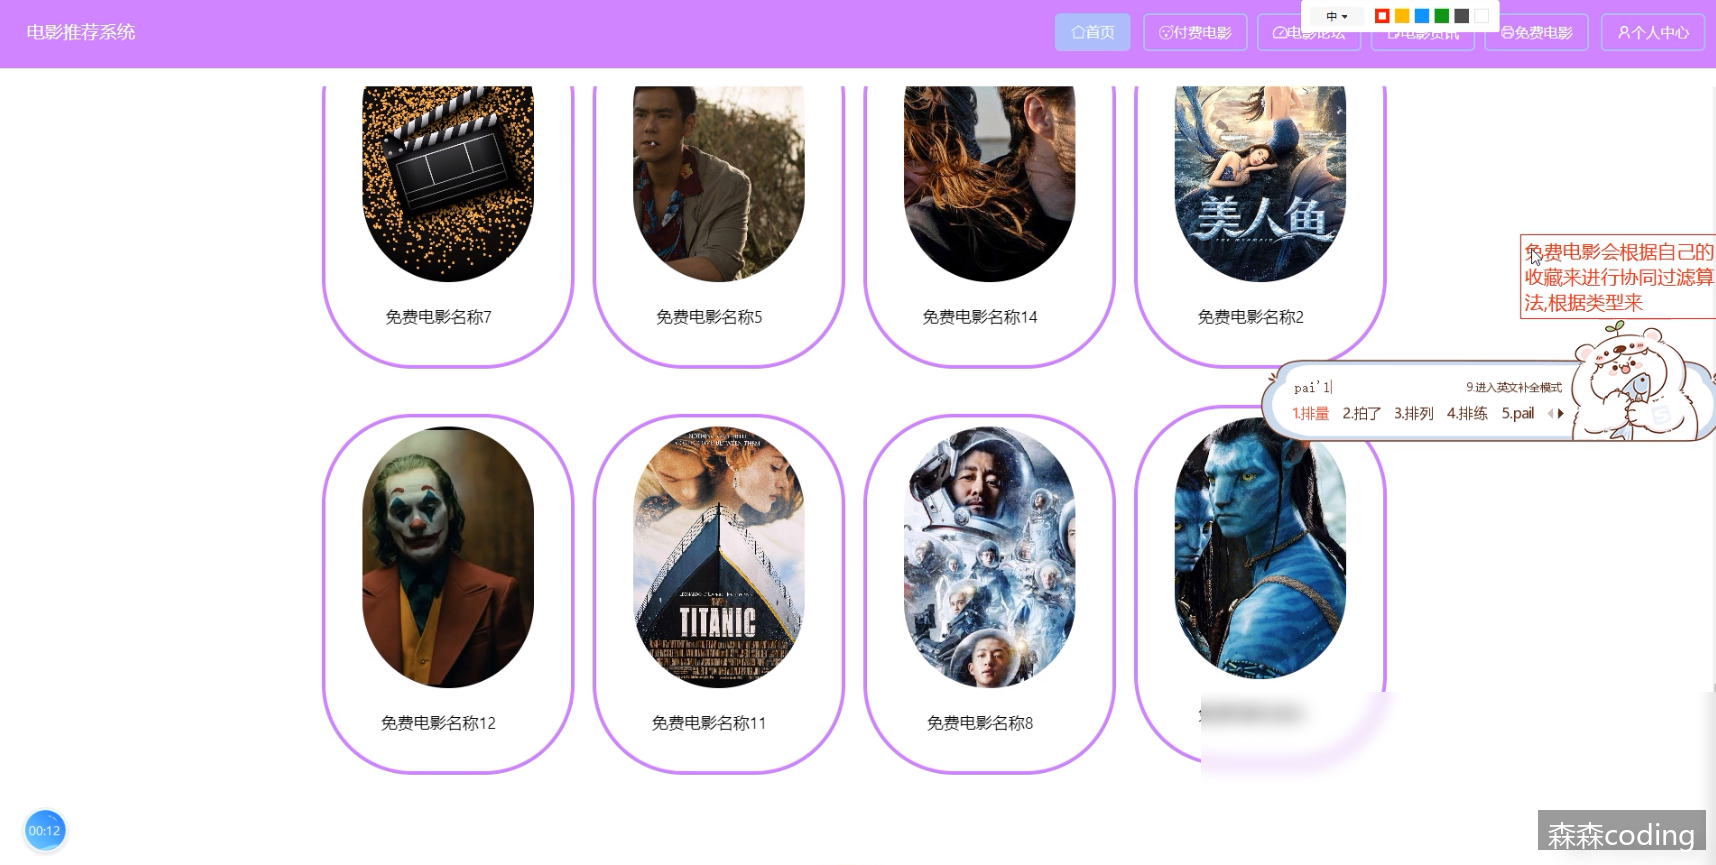 电影推荐系统
首页
付费电影
电影论坛
电影资讯
免费电影
个人中心
中
美人鱼
THE MERMAID
免费电影名称7
免费电影名称5
免费电影名称14
免费电影名称2
免费电影会根据自己的
收藏来进行协同过滤算
法,根据类型来
pai'l
9.进入英文补全模式
1.排量 2.拍了 3.排列 4.排练 5.pail
TITANIC
免费电影名称12
免费电影名称11
免费电影名称8
00:12
森森coding